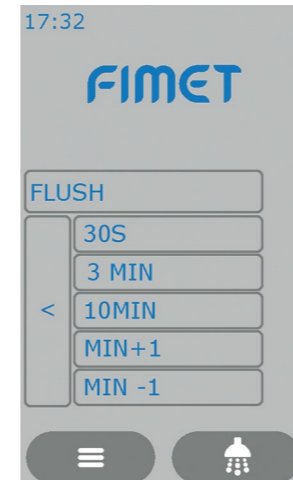 17:32
FIMET
FLUSH
30S
3 MIN
< 10MIN
MIN+1
MIN -1